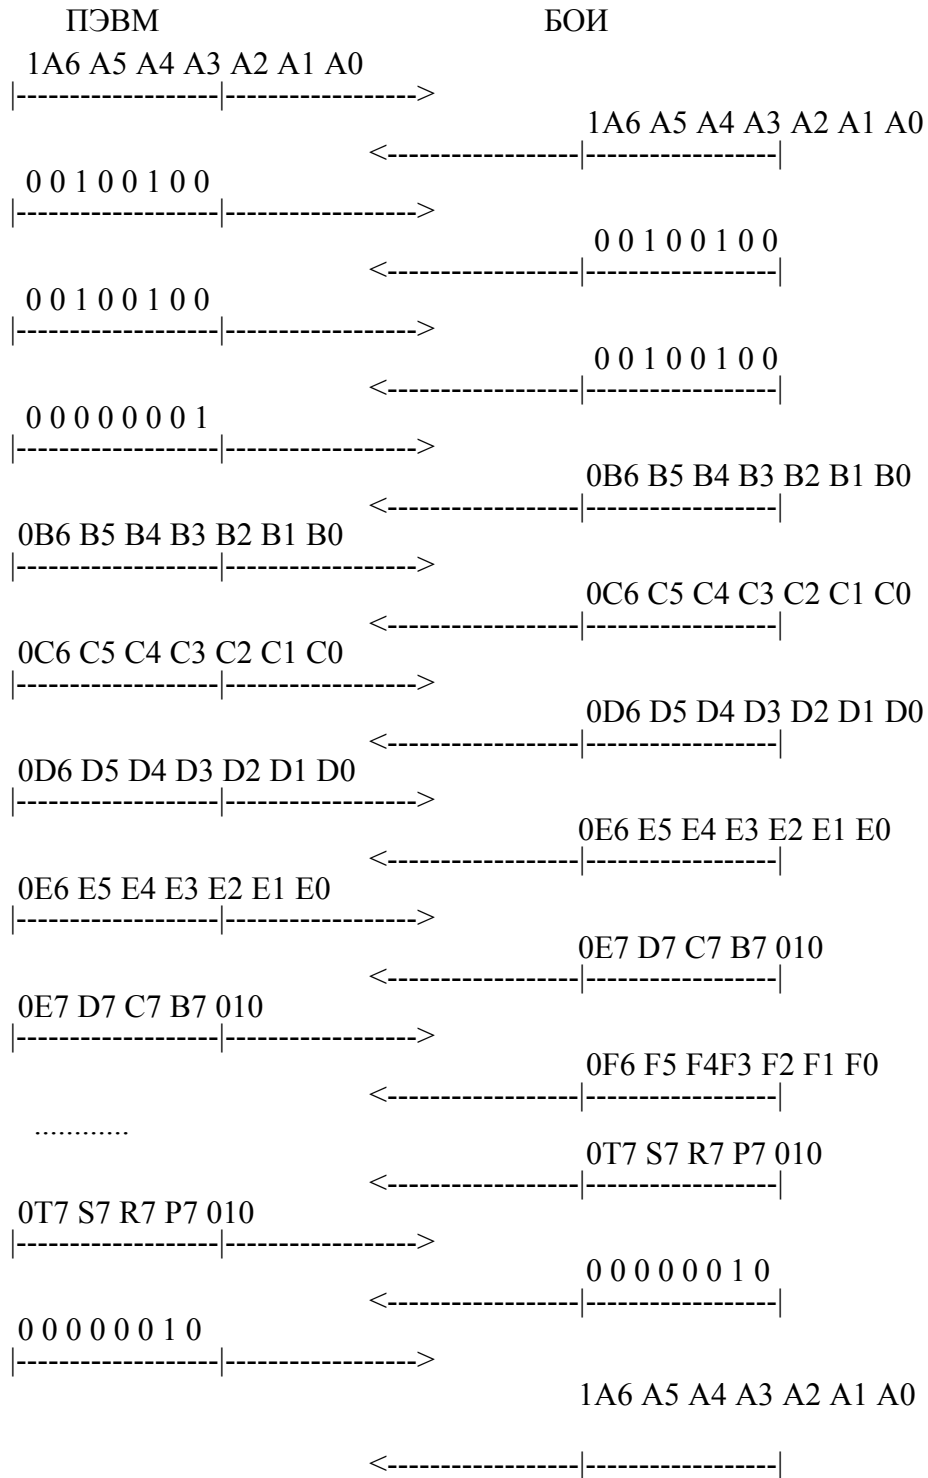 ПЭВМ БОИ
1A6 A5 A4 A3 A2 A1 A0
|-------------------|------------------>
1A6 A5 A4 A3 A2 A1 A0
<------------------|------------------|
0 0 1 0 0 1 0 0
|-------------------|------------------>
0 0 1 0 0 1 0 0
<------------------|------------------|
0 0 1 0 0 1 0 0
|-------------------|------------------>
0 0 1 0 0 1 0 0
<------------------|------------------|
0 0 0 0 0 0 0 1
|-------------------|------------------>
0B6 B5 B4 B3 B2 B1 B0
<------------------|------------------|
0B6 B5 B4 B3 B2 B1 B0
|-------------------|------------------>
0C6 C5 C4 C3 C2 C1 C0
<------------------|------------------|
0C6 C5 C4 C3 C2 C1 C0
|-------------------|------------------>
0D6 D5 D4 D3 D2 D1 D0
<------------------|------------------|
0D6 D5 D4 D3 D2 D1 D0
|-------------------|------------------>
0E6 E5 E4 E3 E2 E1 E0
<------------------|------------------|
0E6 E5 E4 E3 E2 E1 E0
|-------------------|------------------>
0E7 D7 C7 B7 010
<------------------|------------------|
0E7 D7 C7 B7 010
|-------------------|------------------>
0F6 F5 F4F3 F2 F1 F0
<------------------|------------------|
............
0T7 S7 R7 P7 010
<------------------|------------------|
0T7 S7 R7 P7 010
|-------------------|------------------>
0 0 0 0 0 0 1 0
<------------------|------------------|
0 0 0 0 0 0 1 0
|-------------------|------------------>
1A6 A5 A4 A3 A2 A1 A0
<------------------|------------------|